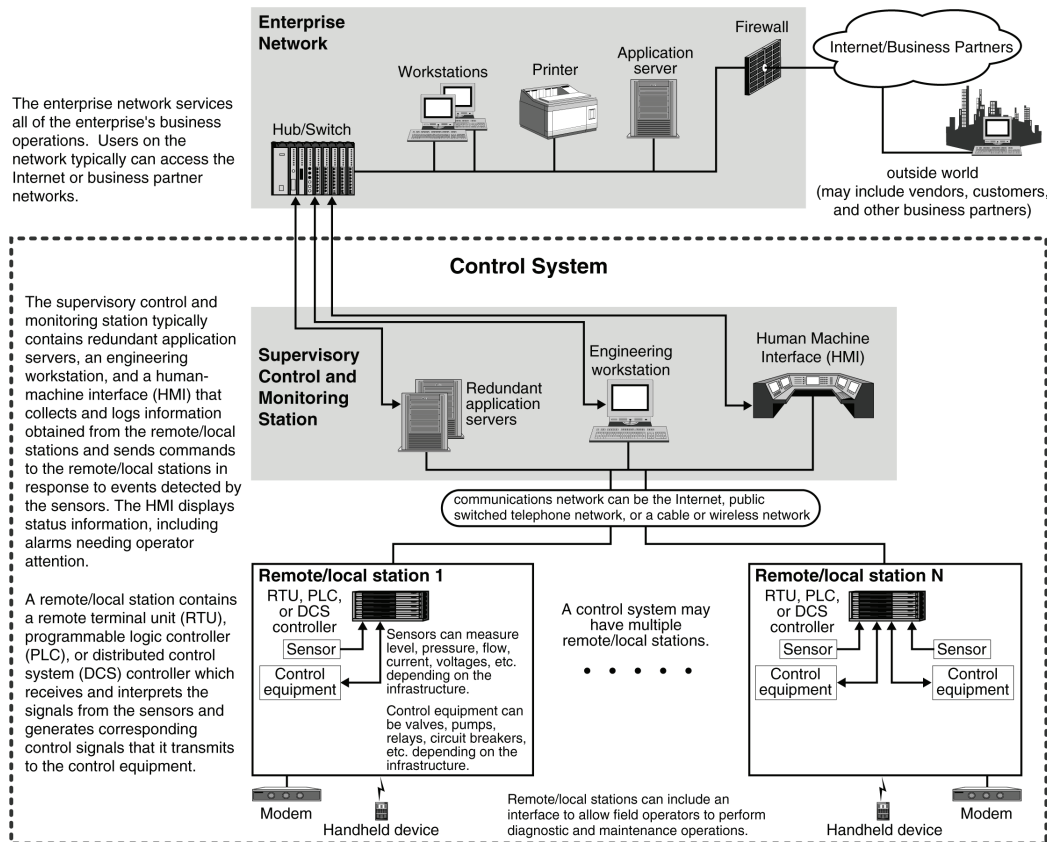 Enterprise
Network
Firewall
Internet/Business Partners
Workstations
Printer
Application
server
Hub/Switch
The enterprise network services
all of the enterprise's business
operations. Users on the
network typically can access the
Internet or business partner
networks.
outside world
(may include vendors, customers,
and other business partners)
Control System
The supervisory control and
monitoring station typically
contains redundant application
servers, an engineering
workstation, and a human-
machine interface (HMI) that
collects and logs information
obtained from the remote/local
stations and sends commands
to the remote/local stations in
response to events detected by
the sensors. The HMI displays
status information, including
alarms needing operator
attention.
A remote/local station contains
a remote terminal unit (RTU),
programmable logic controller
(PLC), or distributed control
system (DCS) controller which
receives and interprets the
signals from the sensors and
generates corresponding
control signals that it transmits
to the control equipment.
Supervisory
Control and
Monitoring
Station
Redundant
application
servers
Engineering
workstation
Human Machine
Interface (HMI)
communications network can be the Internet, public
switched telephone network, or a cable or wireless network
Remote/local station 1
RTU, PLC,
or DCS
controller
Sensor
Control
equipment
Sensors can measure
level, pressure, flow,
current, voltages, etc.
depending on the
infrastructure.
Control equipment can
be valves, pumps,
relays, circuit breakers,
etc. depending on the
infrastructure.
Modem
Handheld device
A control system may
have multiple
remote/local stations.
Remote/local stations can include an
interface to allow field operators to perform
diagnostic and maintenance operations.
Remote/local station N
RTU, PLC,
or DCS
controller
Sensor
Control
equipment
Sensor
Control
equipment
Handheld device
Modem